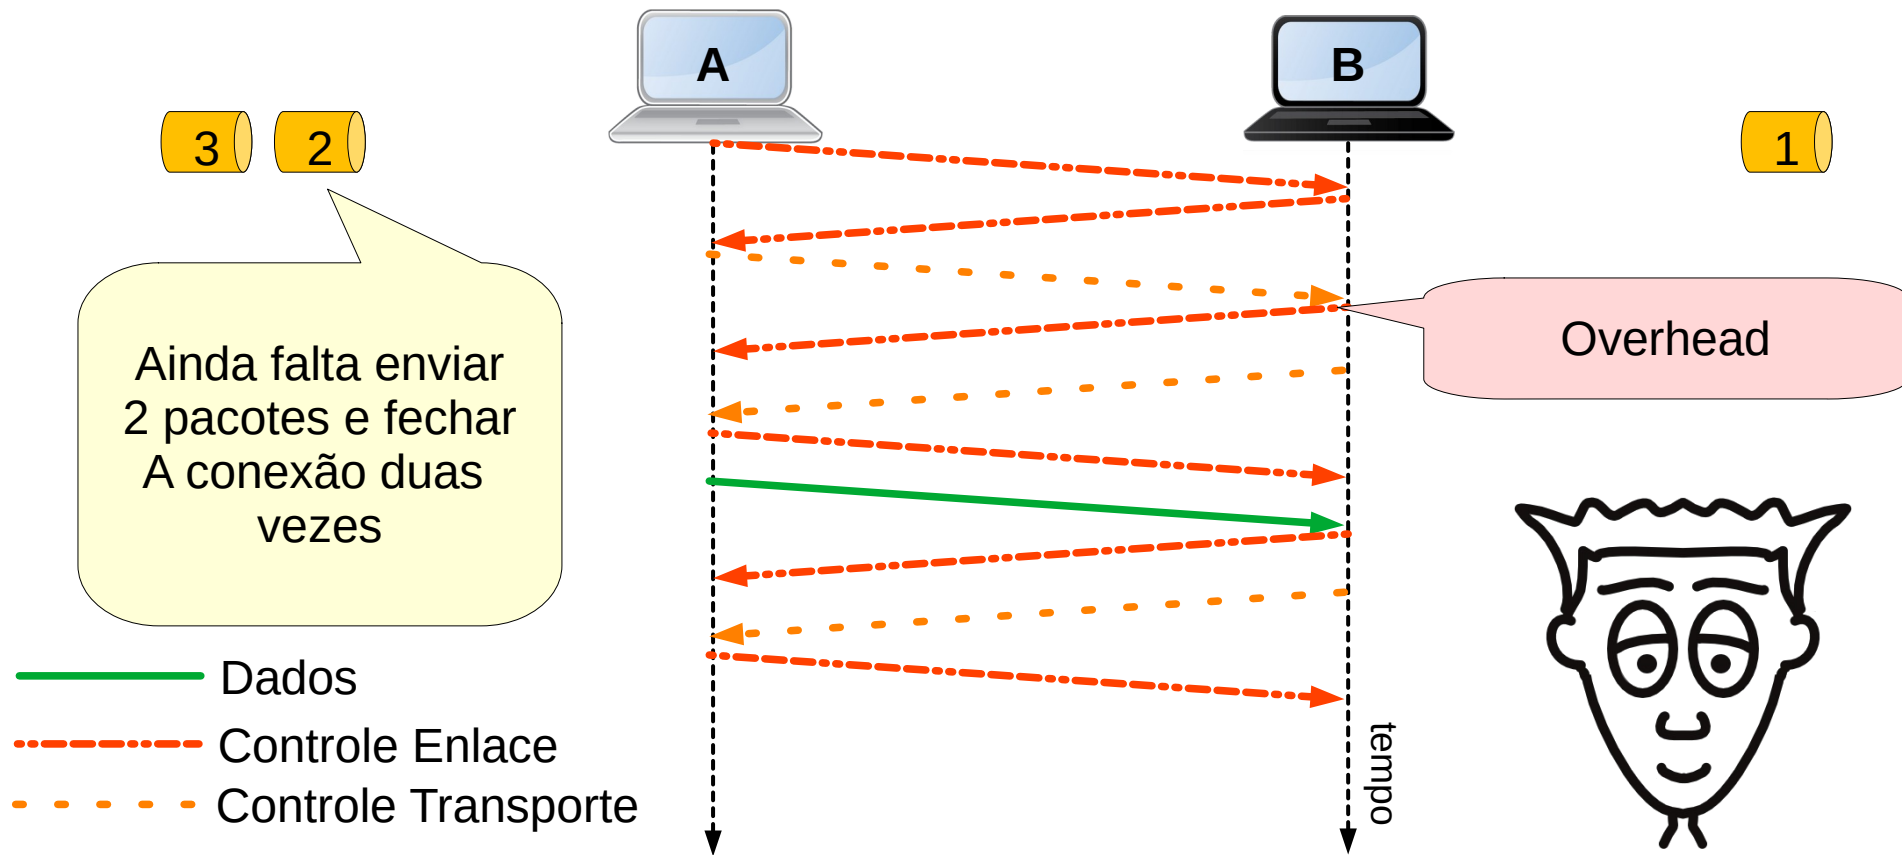 A
B
3
2
1
Ainda falta enviar
2 pacotes e fechar
A conexão duas
vezes
Overhead
Dados
Controle Enlace
Controle Transporte
tempo